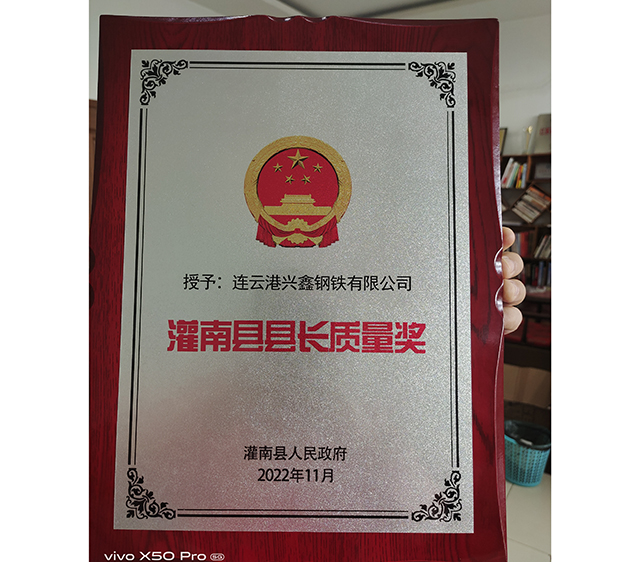 授予：连云港兴鑫钢铁有限公司
灌南县县长质量奖
灌南县人民政府
2022年11月
vivo X50 Pro 5G